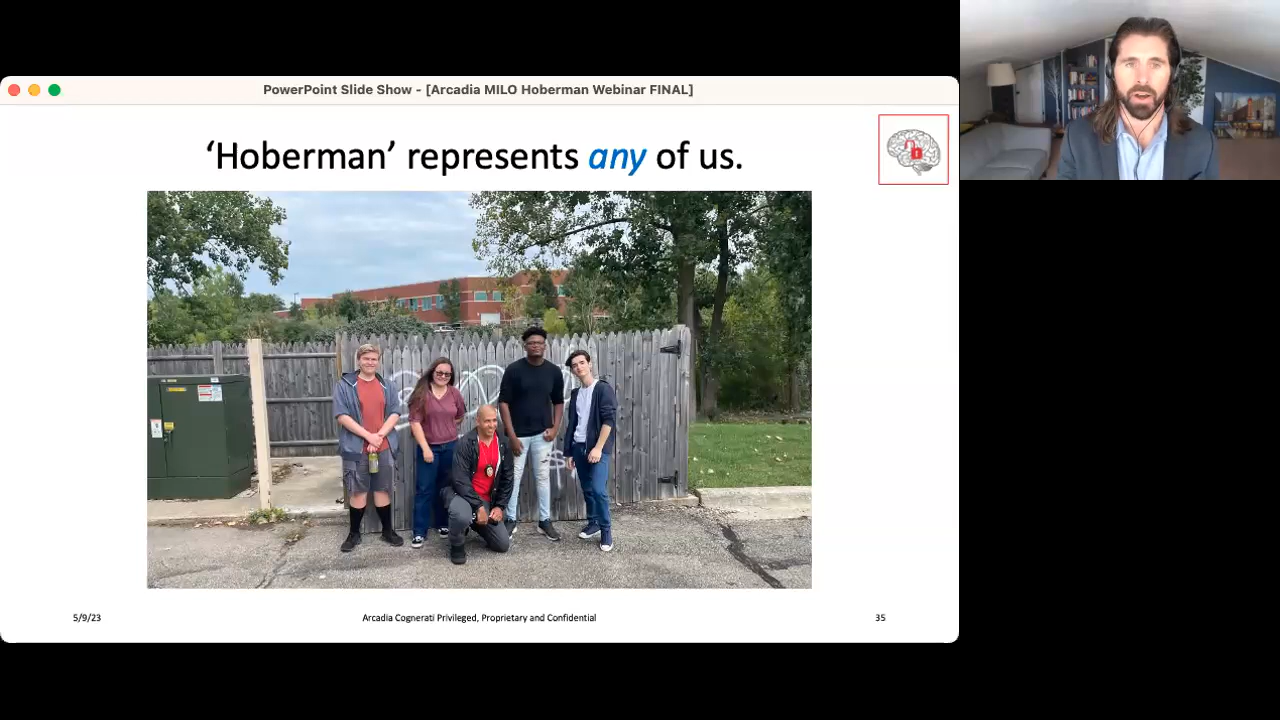 PowerPoint Slide Show - [Arcadia MILO Hoberman Webinar FINAL]
‘Hoberman’ represents any of us.
5/9/23
Arcadia Cognerati Privileged, Proprietary and Confidential
35